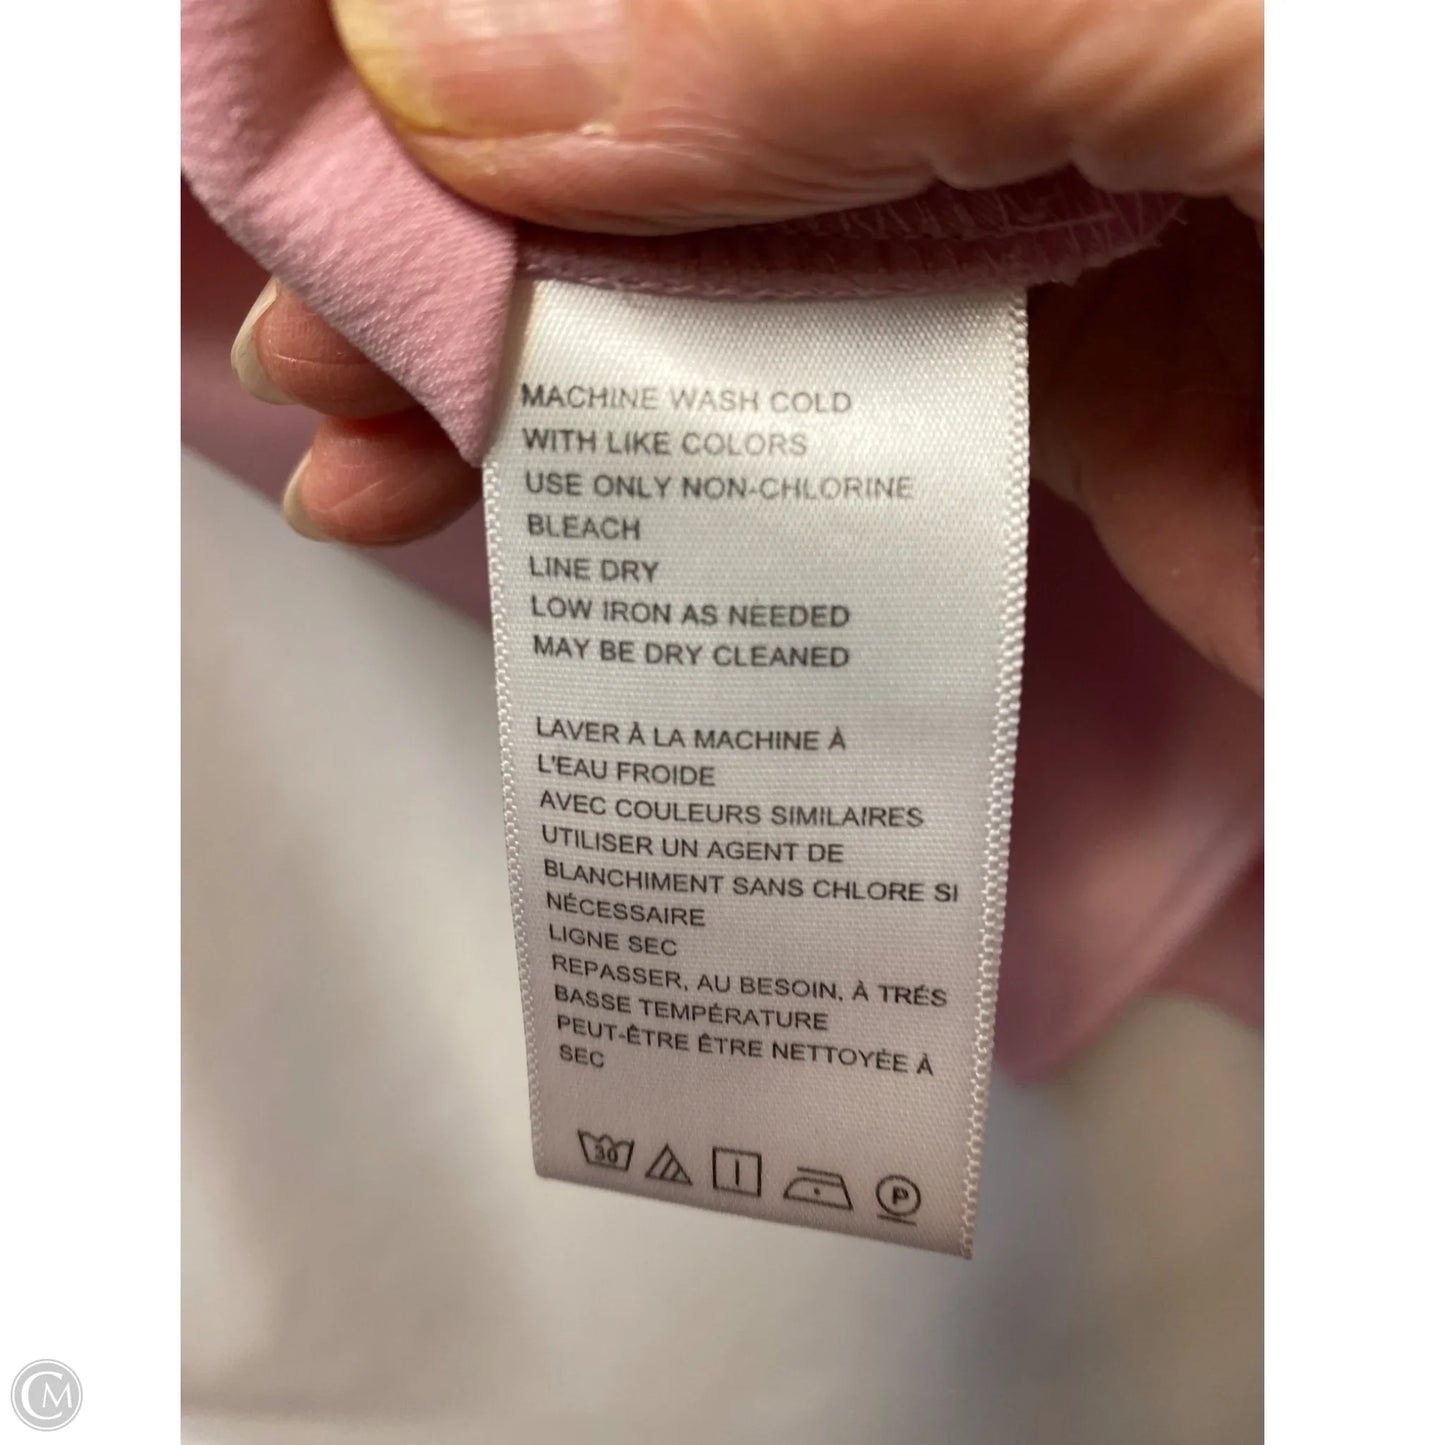 MACHINE WASH COLD
WITH LIKE COLORS
USE ONLY NON-CHLORINE
BLEACH
LINE DRY
LOW IRON AS NEEDED
MAY BE DRY CLEANED
LAVER À LA MACHINE À
L'EAU FROIDE
AVEC COULEURS SIMILAIRES
UTILISER UN AGENT DE
BLANCHIMENT SANS CHLORE SI
NÉCESSAIRE
LIGNE SEC
REPASSER, AU BESOIN, À TRÉS
BASSE TEMPÉRATURE
PEUT-ÊTRE ÊTRE NETTOYÉE À
SEC
30 P
CM